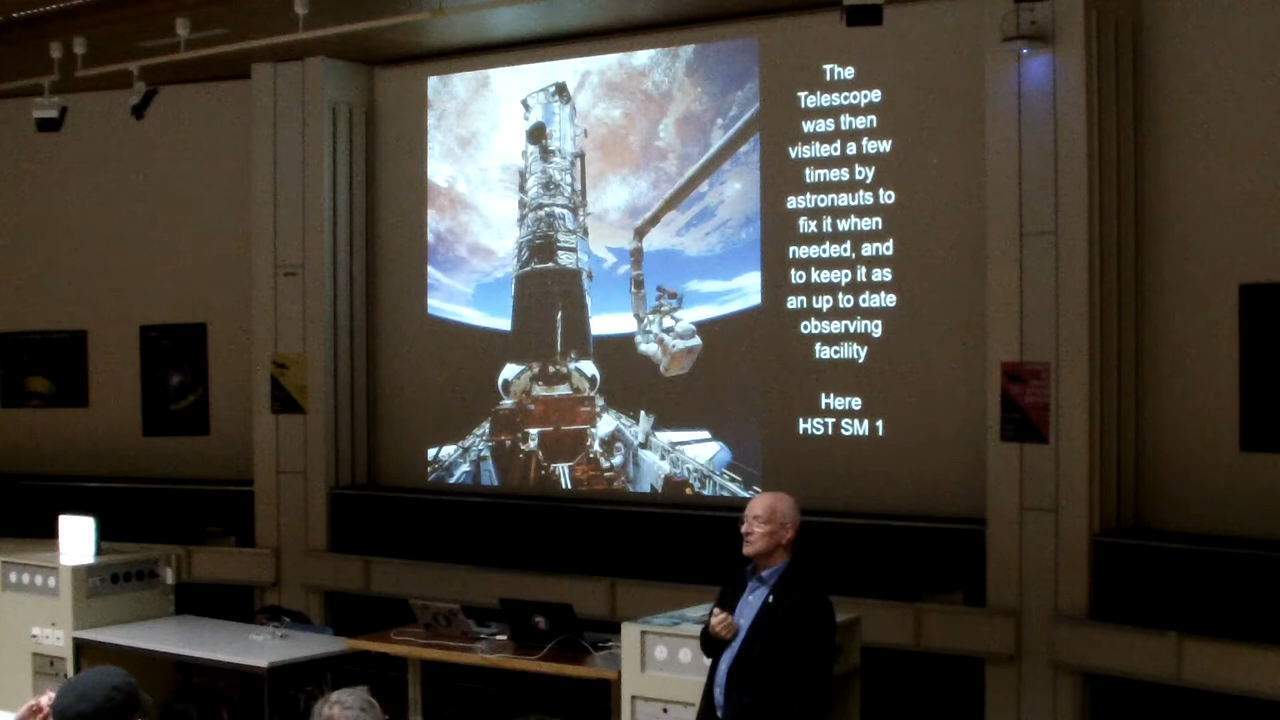 The
Telescope
was then
visited a few
times by
astronauts to
fix it when
needed, and
to keep it as
an up to date
observing
facility
Here
HST SM 1